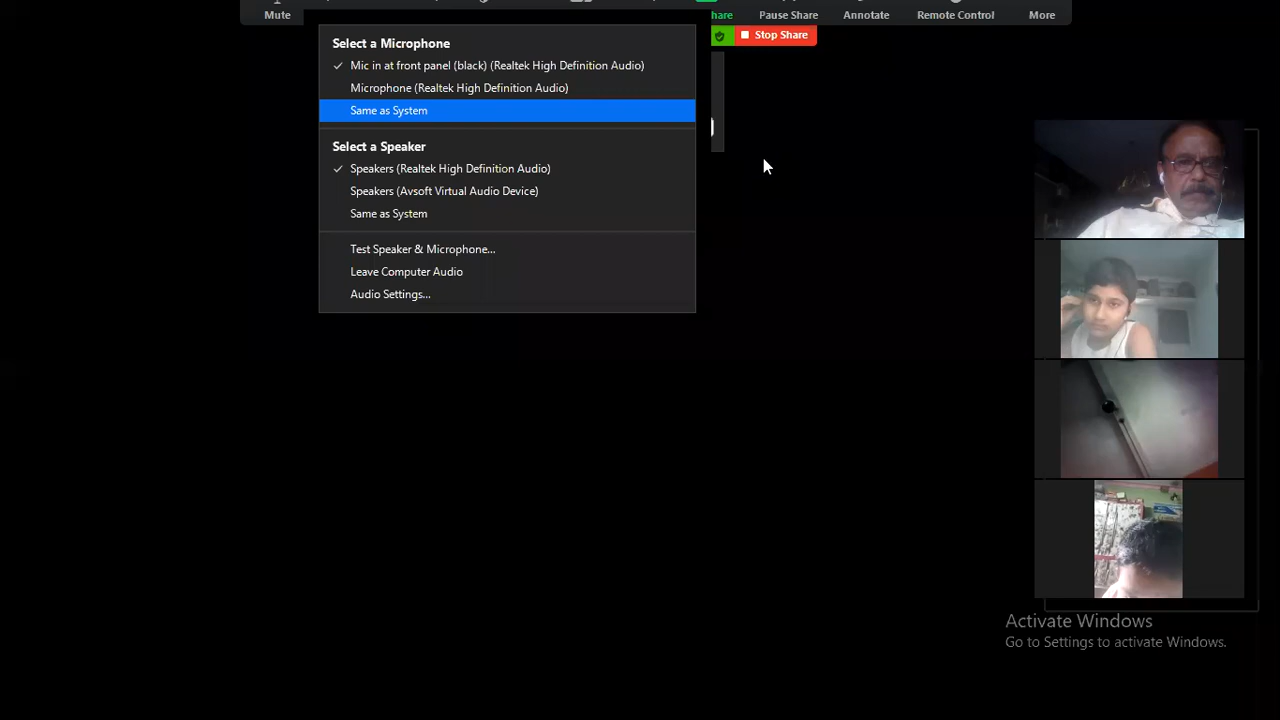 Mute
hare
Pause Share
Annotate
Remote Control
More
Stop Share
Select a Microphone
Mic in at front panel (black) (Realtek High Definition Audio)
Microphone (Realtek High Definition Audio)
Same as System
Select a Speaker
Speakers (Realtek High Definition Audio)
Speakers (Avsoft Virtual Audio Device)
Same as System
Test Speaker & Microphone...
Leave Computer Audio
Audio Settings...
Activate Windows
Go to Settings to activate Windows.